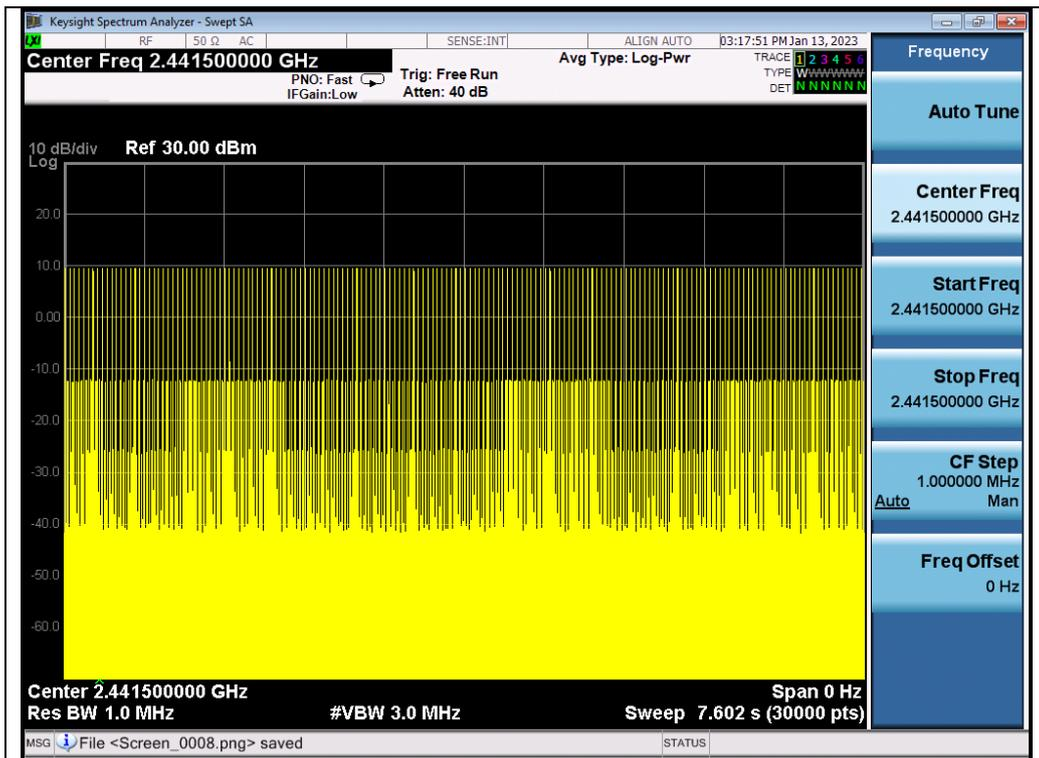 Keysight Spectrum Analyzer - Swept SA
LXI RF 50 Ω AC SENSE:INT ALIGN AUTO 03:17:51 PM Jan 13, 2023
Center Freq 2.441500000 GHz
PNO: Fast
IFGain:Low
Trig: Free Run
Atten: 40 dB
Avg Type: Log-Pwr
TRACE 1 2 3 4 5 6
TYPE WWWWWW
DET N N N N N N
10 dB/div Ref 30.00 dBm
Log
20.0
10.0
0.00
-10.0
-20.0
-30.0
-40.0
-50.0
-60.0
Center 2.441500000 GHz Span 0 Hz
Res BW 1.0 MHz #VBW 3.0 MHz Sweep 7.602 s (30000 pts)
MSG File <Screen_0008.png> saved STATUS
Frequency
Auto Tune
Center Freq
2.441500000 GHz
Start Freq
2.441500000 GHz
Stop Freq
2.441500000 GHz
CF Step
1.000000 MHz
Auto Man
Freq Offset
0 Hz